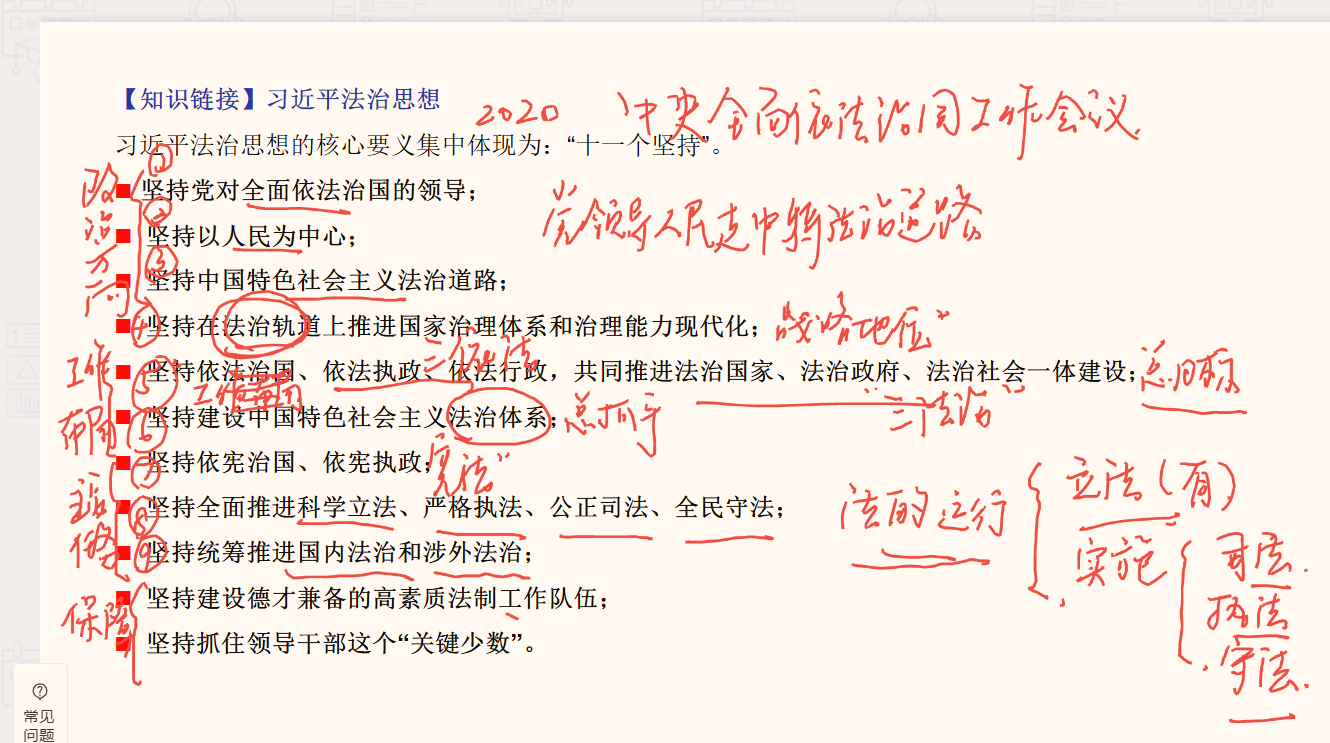 【知识链接】习近平法治思想
2020 中央全面依法治国工作会议
习近平法治思想的核心要义集中体现为：“十一个坚持”。
政治方向
① 坚持党对全面依法治国的领导；
党领导人民走中特法治道路
② 坚持以人民为中心；
③ 坚持中国特色社会主义法治道路；
④ 坚持在法治轨道上推进国家治理体系和治理能力现代化；
战略地位
工作布局
三个依法
⑤ 坚持依法治国、依法执政、依法行政，共同推进法治国家、法治政府、法治社会一体建设；
总目标
工作布局
“三个法治”
⑥ 坚持建设中国特色社会主义法治体系；
总抓手
⑦ 坚持依宪治国、依宪执政；
宪法
⑧ 坚持全面推进科学立法、严格执法、公正司法、全民守法；
法的运行
立法（有）
实施
司法
执法
守法
⑨ 坚持统筹推进国内法治和涉外法治；
任务
保障
坚持建设德才兼备的高素质法制工作队伍；
坚持抓住领导干部这个“关键少数”。
常见
问题